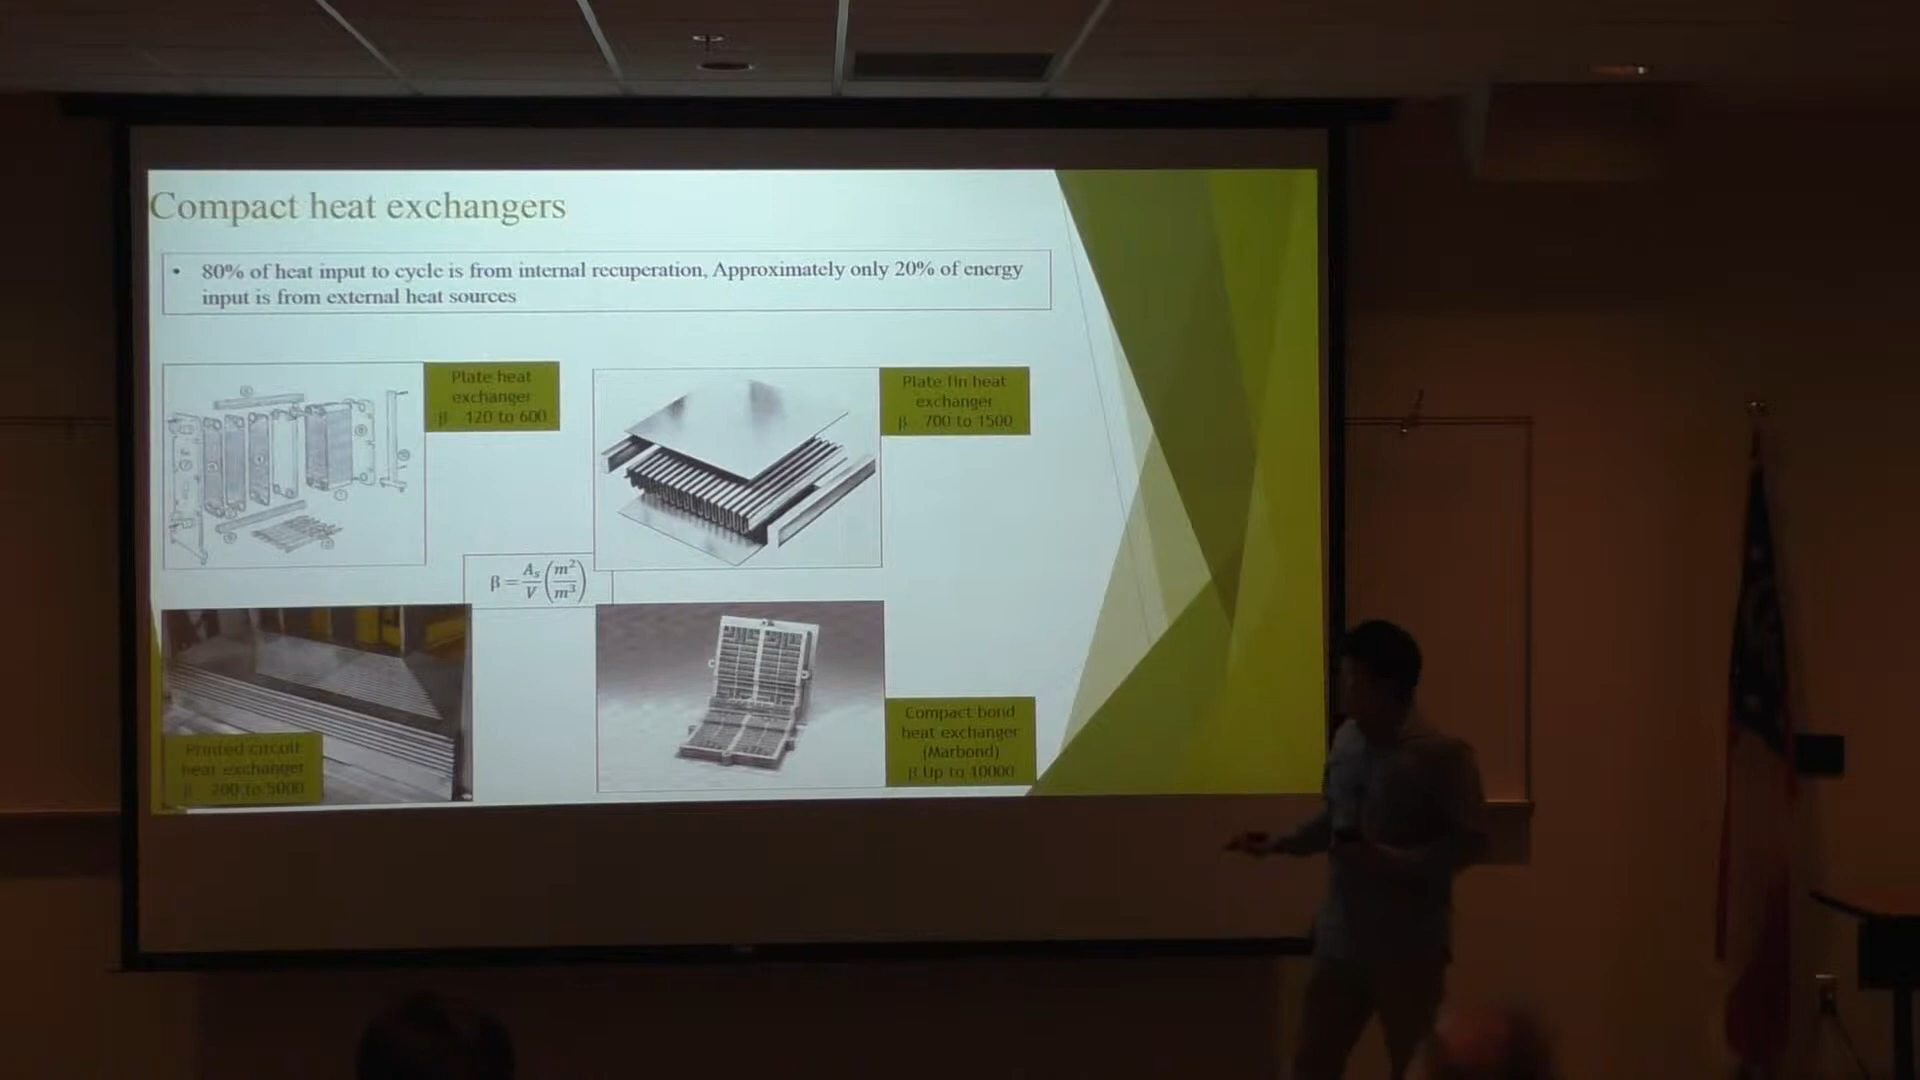 Compact heat exchangers
• 80% of heat input to cycle is from internal recuperation, Approximately only 20% of energy
input is from external heat sources
Plate heat
exchanger
β 120 to 600
Plate fin heat
exchanger
β 700 to 1500
β = As/V (m²/m³)
Printed circuit
heat exchanger
β 200 to 5000
Compact bond
heat exchanger
(Marbond)
β Up to 10000